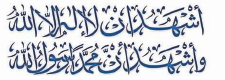 أشهد أن لا إله إلا الله
وأشهد أن محمدا رسول الله